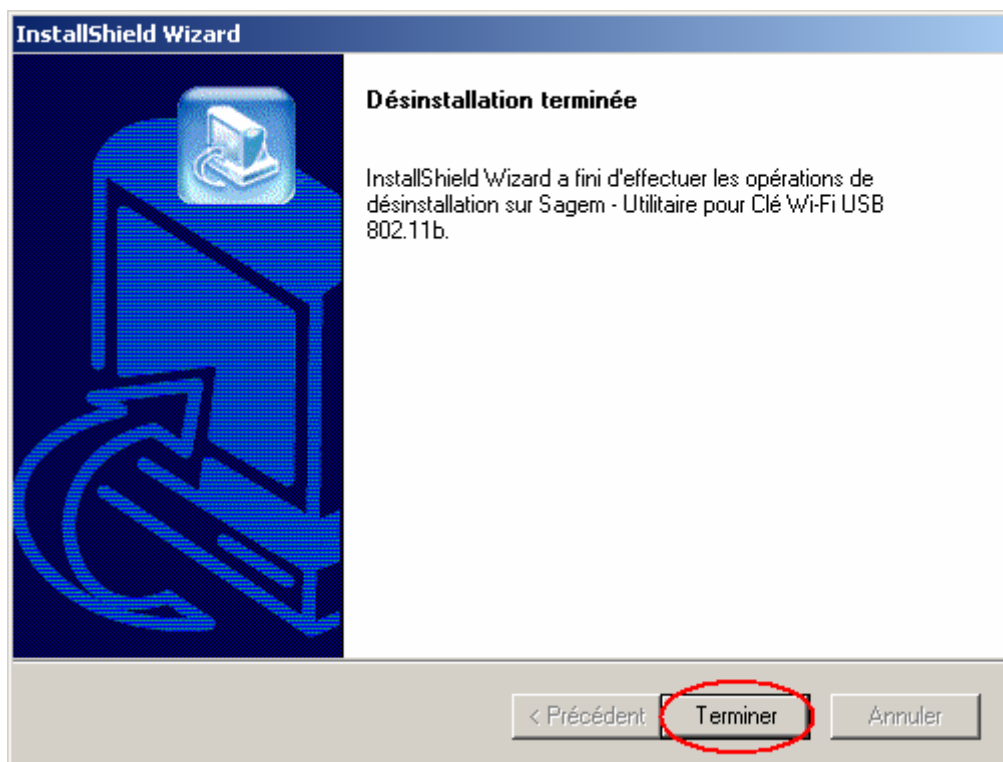 InstallShield Wizard
Désinstallation terminée
InstallShield Wizard a fini d'effectuer les opérations de
désinstallation sur Sagem - Utilitaire pour Clé Wi-Fi USB
802.11b.
< Précédent
Terminer
Annuler